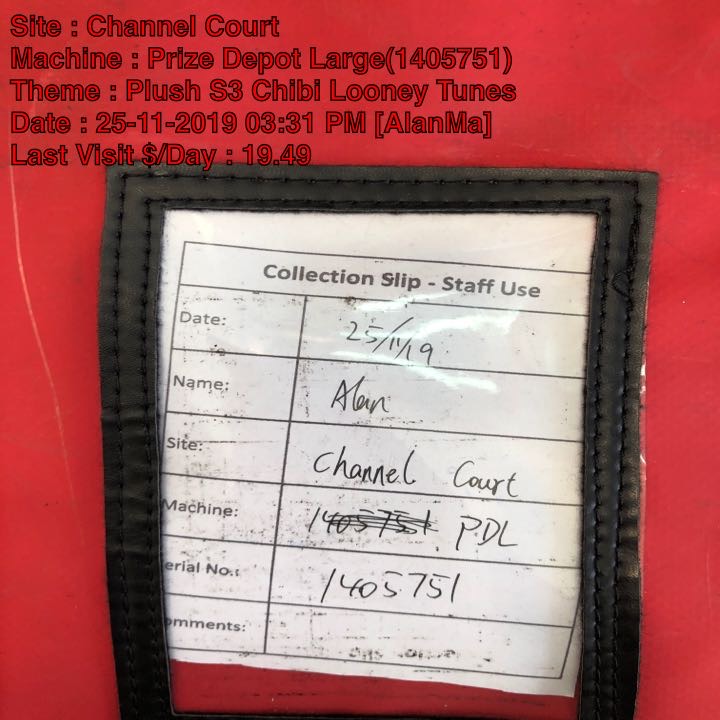 Site : Channel Court
Machine : Prize Depot Large(1405751)
Theme : Plush S3 Chibi Looney Tunes
Date : 25-11-2019 03:31 PM [AlanMa]
Last Visit $/Day : 19.49
Collection Slip - Staff Use
Date: 25/11/19
Name: Alan
Site: Channel Court
Machine: 1405751 PDL
erial No.: 1405751
omments: